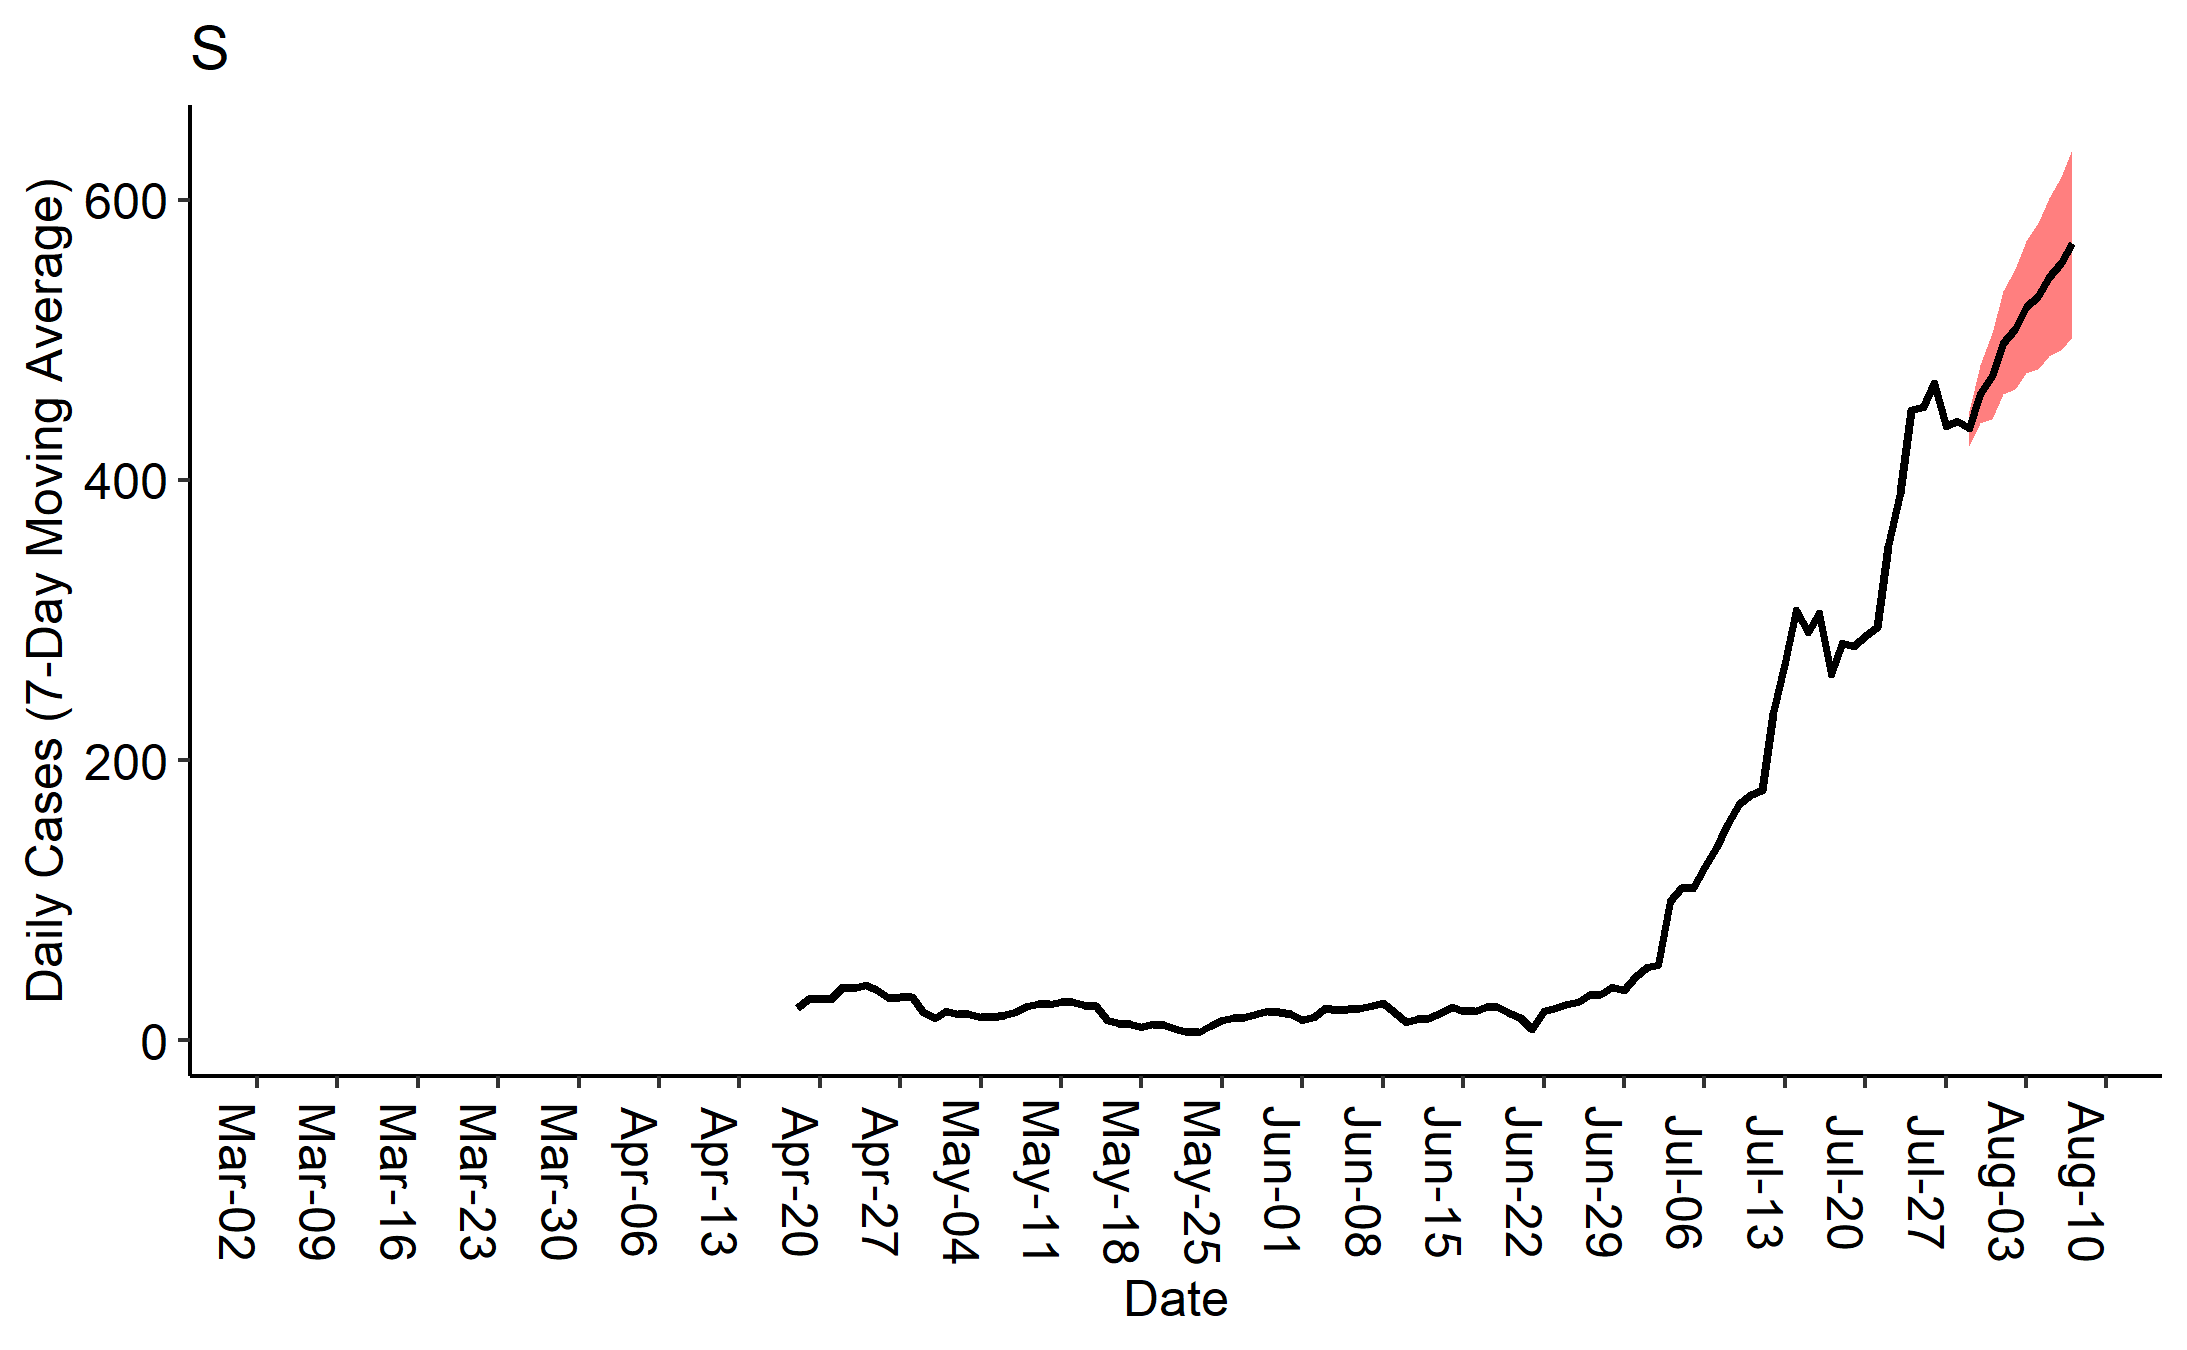 S
Daily Cases (7-Day Moving Average)
600
400
200
0
Mar-02
Mar-09
Mar-16
Mar-23
Mar-30
Apr-06
Apr-13
Apr-20
Apr-27
May-04
May-11
May-18
May-25
Jun-01
Jun-08
Jun-15
Jun-22
Jun-29
Jul-06
Jul-13
Jul-20
Jul-27
Aug-03
Aug-10
Date